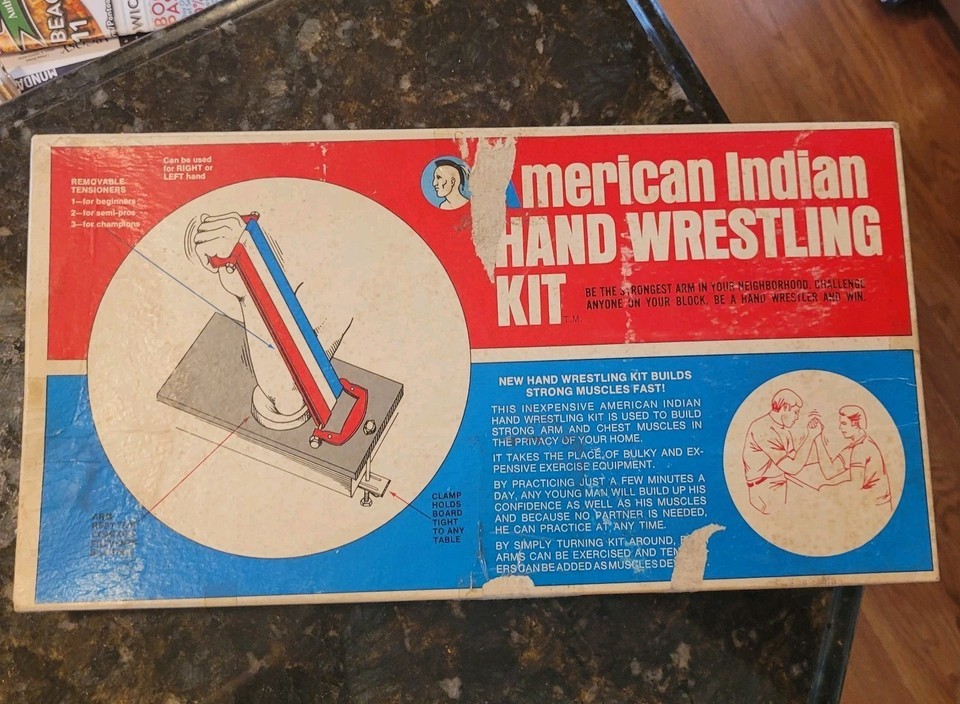 BEA
11
MONDA
REMOVABLE
TENSIONERS
1—for beginners
2—for semi-pros
3—for champions
Can be used
for RIGHT or
LEFT hand
American Indian
HAND WRESTLING
KIT T.M.
BE THE STRONGEST ARM IN YOUR NEIGHBORHOOD. CHALLENGE
ANYONE ON YOUR BLOCK. BE A HAND WRESTLER AND WIN.
NEW HAND WRESTLING KIT BUILDS
STRONG MUSCLES FAST!
THIS INEXPENSIVE AMERICAN INDIAN
HAND WRESTLING KIT IS USED TO BUILD
STRONG ARM AND CHEST MUSCLES IN
THE PRIVACY OF YOUR HOME.
IT TAKES THE PLACE OF BULKY AND EX-
PENSIVE EXERCISE EQUIPMENT.
BY PRACTICING JUST A FEW MINUTES A
DAY, ANY YOUNG MAN WILL BUILD UP HIS
CONFIDENCE AS WELL AS HIS MUSCLES
AND BECAUSE NO PARTNER IS NEEDED,
HE CAN PRACTICE AT ANY TIME.
BY SIMPLY TURNING KIT AROUND,
ARMS CAN BE EXERCISED AND TEN
ERS CAN BE ADDED AS MUSCLES DEV
CLAMP
HOLDS
BOARD
TIGHT
TO ANY
TABLE